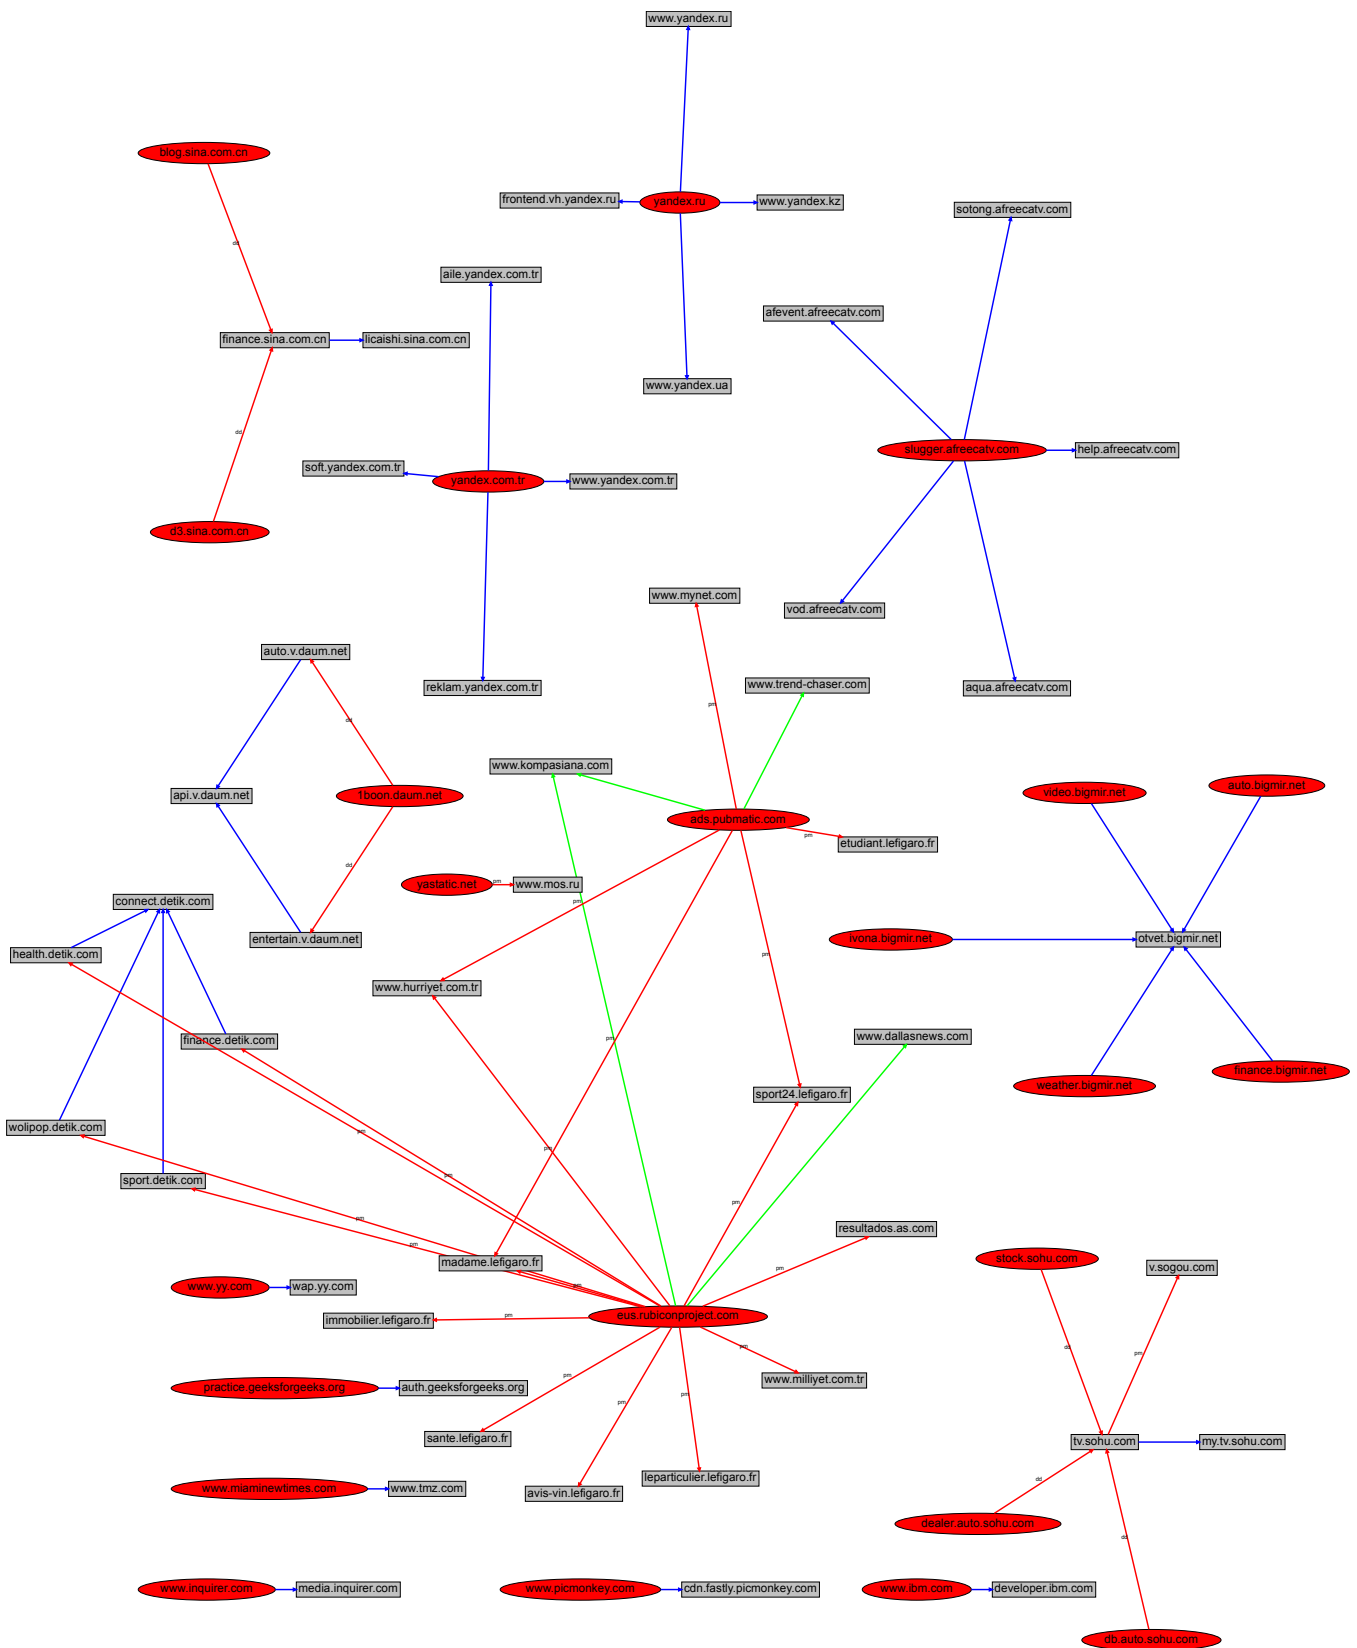 www.yandex.ru
blog.sina.com.cn
frontend.vh.yandex.ru
yandex.ru
www.yandex.kz
sotong.afreecatv.com
dd
aile.yandex.com.tr
afevent.afreecatv.com
finance.sina.com.cn
licaishi.sina.com.cn
www.yandex.ua
dd
slugger.afreecatv.com
help.afreecatv.com
soft.yandex.com.tr
yandex.com.tr
www.yandex.com.tr
d3.sina.com.cn
www.mynet.com
vod.afreecatv.com
auto.v.daum.net
reklam.yandex.com.tr
www.trend-chaser.com
aqua.afreecatv.com
pm
dd
www.kompasiana.com
api.v.daum.net
1boon.daum.net
video.bigmir.net
auto.bigmir.net
ads.pubmatic.com
pm
etudiant.lefigaro.fr
dd
yastatic.net
pm
www.mos.ru
connect.detik.com
pm
entertain.v.daum.net
ivona.bigmir.net
otvet.bigmir.net
health.detik.com
pm
www.hurriyet.com.tr
finance.detik.com
pm
www.dallasnews.com
finance.bigmir.net
weather.bigmir.net
sport24.lefigaro.fr
wolipop.detik.com
pm
pm
pm
sport.detik.com
pm
pm
pm
resultados.as.com
pm
madame.lefigaro.fr
pm
stock.sohu.com
v.sogou.com
www.yy.com
wap.yy.com
pm
immobilier.lefigaro.fr
pm
eus.rubiconproject.com
pm
dd
pm
practice.geeksforgeeks.org
auth.geeksforgeeks.org
pm
pm
pm
www.milliyet.com.tr
sante.lefigaro.fr
tv.sohu.com
my.tv.sohu.com
leparticulier.lefigaro.fr
dd
www.miaminewtimes.com
www.tmz.com
avis-vin.lefigaro.fr
dealer.auto.sohu.com
dd
www.inquirer.com
media.inquirer.com
www.picmonkey.com
cdn.fastly.picmonkey.com
www.ibm.com
developer.ibm.com
db.auto.sohu.com